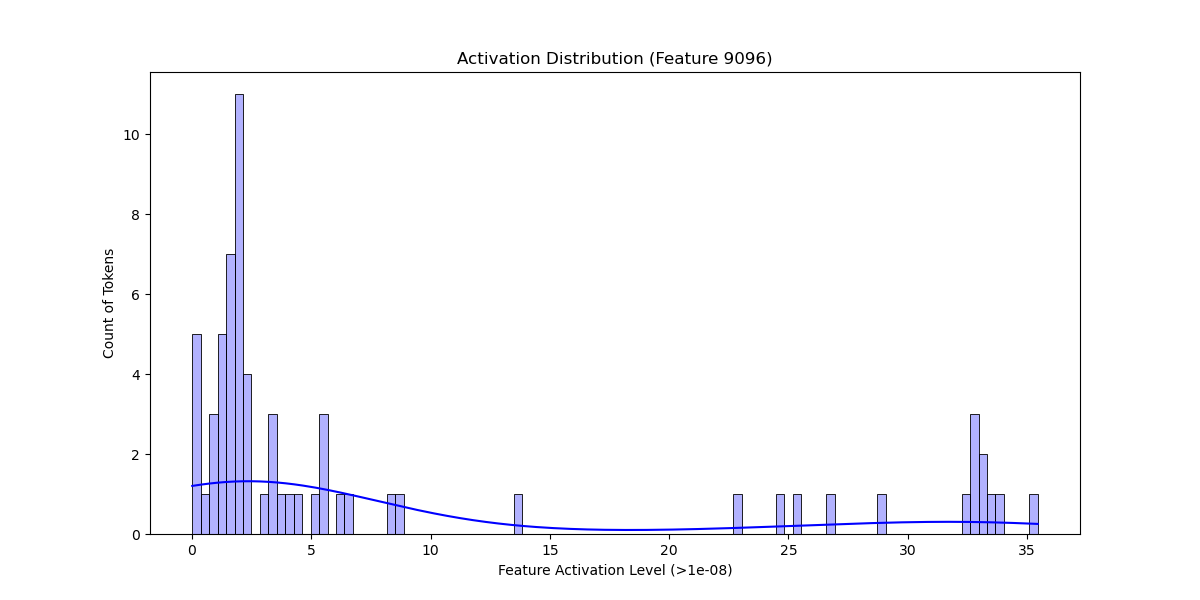 Activation Distribution (Feature 9096)
Count of Tokens
10
8
6
4
2
0
0 5 10 15 20 25 30 35
Feature Activation Level (>1e-08)